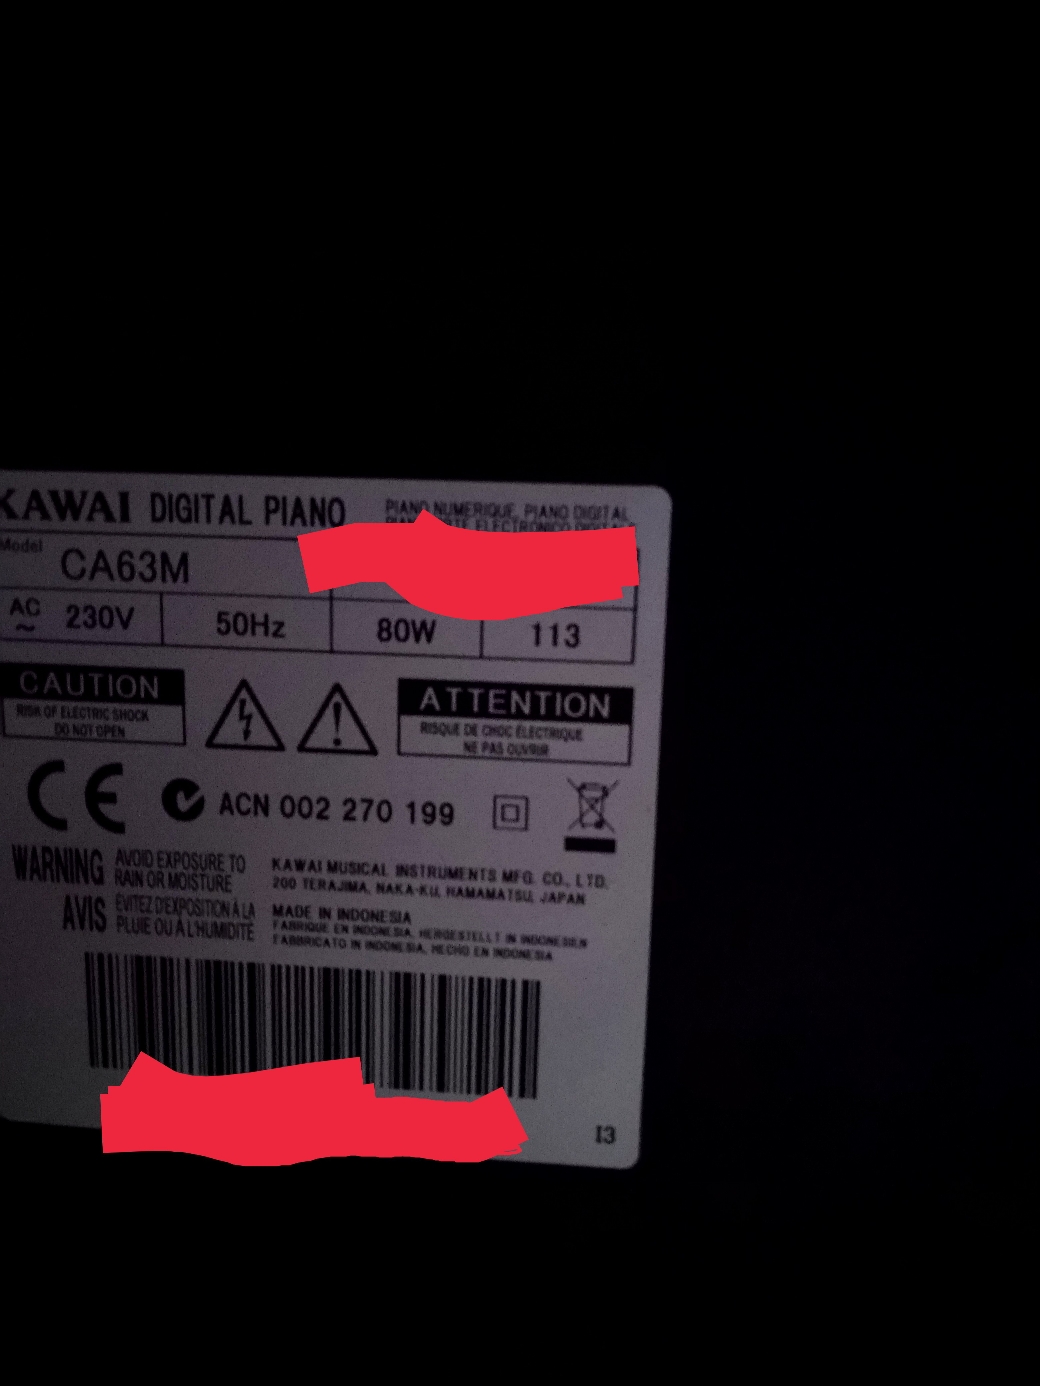 KAWAI DIGITAL PIANO
PIANO NUMERIQUE, PIANO DIGITAL
Model CA63M
AC ~ 230V 50Hz 80W 113
CAUTION
RISK OF ELECTRIC SHOCK
DO NOT OPEN
ATTENTION
RISQUE DE CHOC ÉLECTRIQUE
NE PAS OUVRIR
CE ACN 002 270 199
WARNING
AVOID EXPOSURE TO
RAIN OR MOISTURE
AVIS
ÉVITEZ D'EXPOSITION À LA
PLUIE OU À L'HUMIDITÉ
KAWAI MUSICAL INSTRUMENTS MFG. CO., LTD.
200 TERAJIMA, NAKA-KU, HAMAMATSU, JAPAN
MADE IN INDONESIA
FABRIQUE EN INDONESIA, HERGESTELLT IN INDONESIEN
FABBRICATO IN INDONESIA, HECHO EN INDONESIA
I3